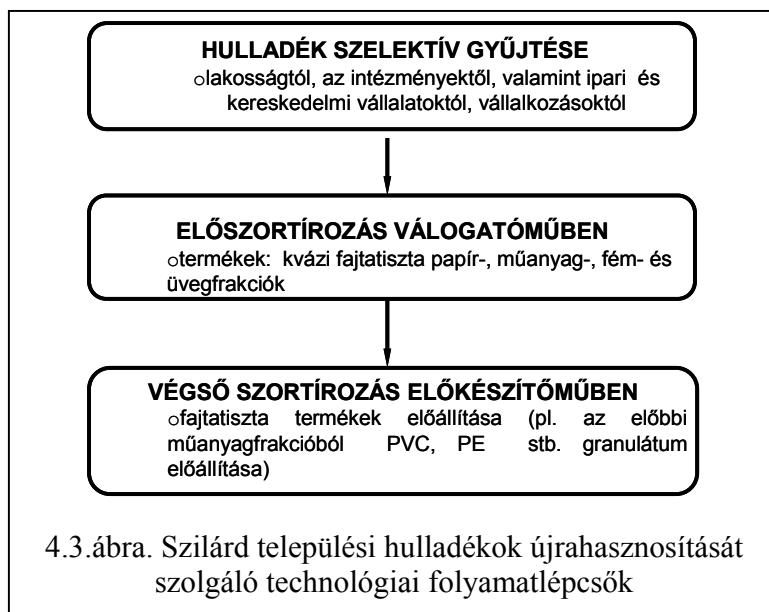 HULLADÉK SZELEKTÍV GYŰJTÉSE
olakosságtól, az intézményektől, valamint ipari és
kereskedelmi vállalatoktól, vállalkozásoktól
ELŐSZORTÍROZÁS VÁLOGATÓMŰBEN
otermékek: kvázi fajtatiszta papír-, műanyag-, fém- és
üvegfrakciók
VÉGSŐ SZORTÍROZÁS ELŐKÉSZÍTŐMŰBEN
ofajtatiszta termékek előállítása (pl. az előbbi
műanyagfrakcióból PVC, PE stb. granulátum
előállítása)
4.3.ábra. Szilárd települési hulladékok újrahasznosítását
szolgáló technológiai folyamatlépcsők